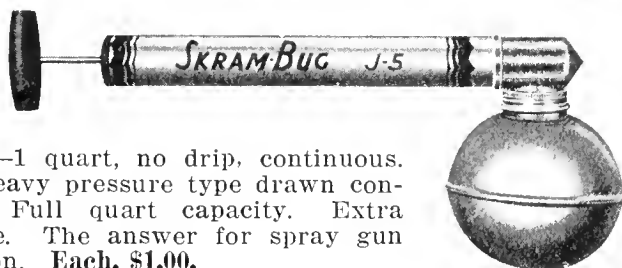 SKRAM-BUG J-5
—1 quart, no drip, continuous.
eavy pressure type drawn con-
Full quart capacity. Extra
e. The answer for spray gun
on. Each, $1.00.